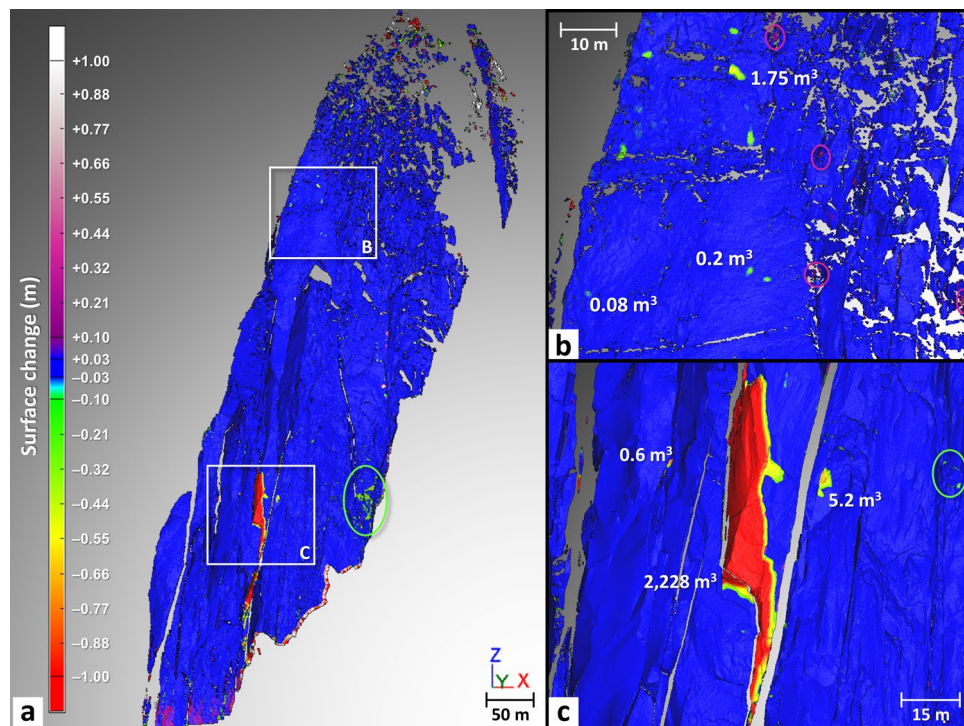 Surface change (m)
+1.00
+0.88
+0.77
+0.66
+0.55
+0.44
+0.32
+0.21
+0.10
+0.03
−0.03
−0.10
−0.21
−0.32
−0.44
−0.55
−0.66
−0.77
−0.88
−1.00
B
C
Z
Y X
50 m
a
10 m
1.75 m³
0.2 m³
0.08 m³
b
0.6 m³
5.2 m³
2,228 m³
15 m
c